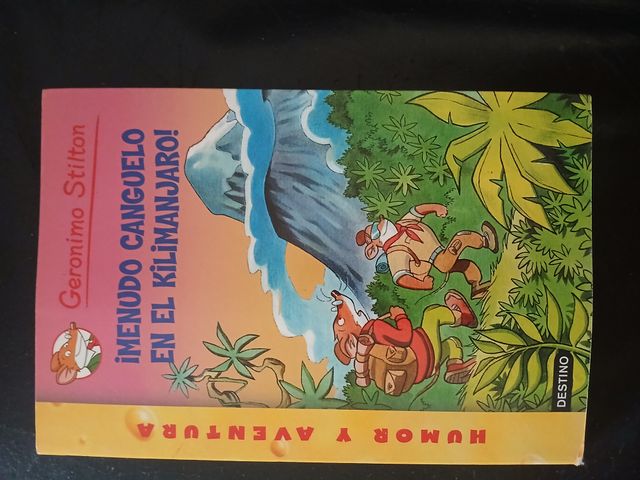 Geronimo Stilton
¡MENUDO CANGUELO
EN EL KILIMANJARO!
HUMOR Y AVENTURA
DESTINO